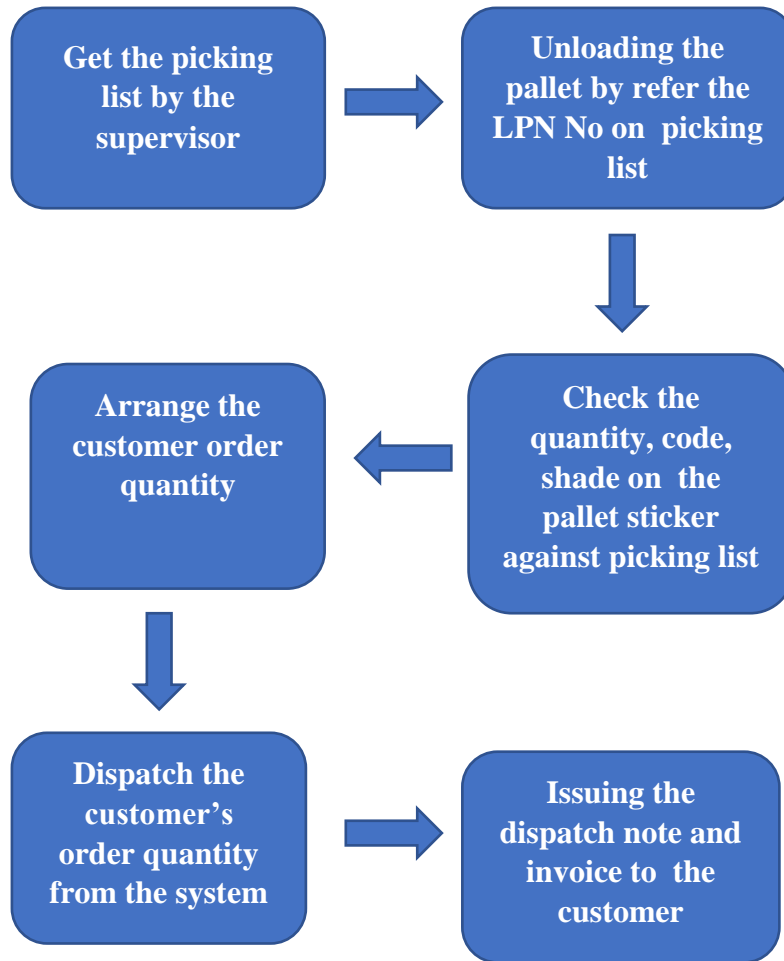 Get the picking
list by the
supervisor
Unloading the
pallet by refer the
LPN No on picking
list
Check the
quantity, code,
shade on the
pallet sticker
against picking list
Arrange the
customer order
quantity
Dispatch the
customer’s
order quantity
from the system
Issuing the
dispatch note and
invoice to the
customer